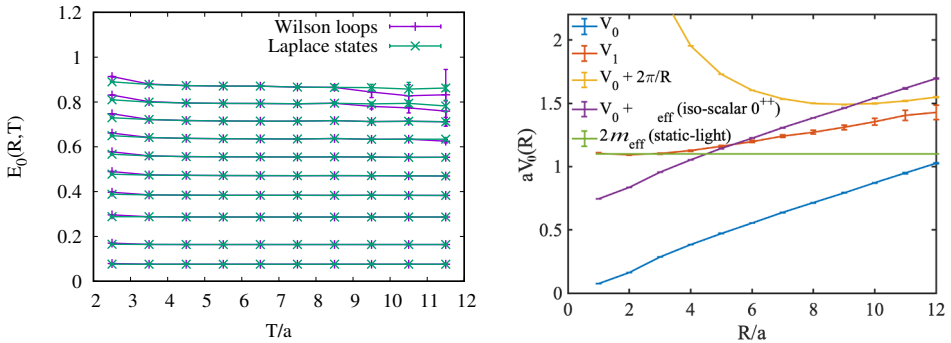 Wilson loops
Laplace states
E₀(R,T)
1.2
1
0.8
0.6
0.4
0.2
0
2 3 4 5 6 7 8 9 10 11 12
T/a
V₀
V₁
V₀ + 2π/R
V₀ + eff (iso-scalar 0⁺⁺)
2 m_eff (static-light)
a V₀(R)
2
1.5
1
0.5
0
0 2 4 6 8 10 12
R/a